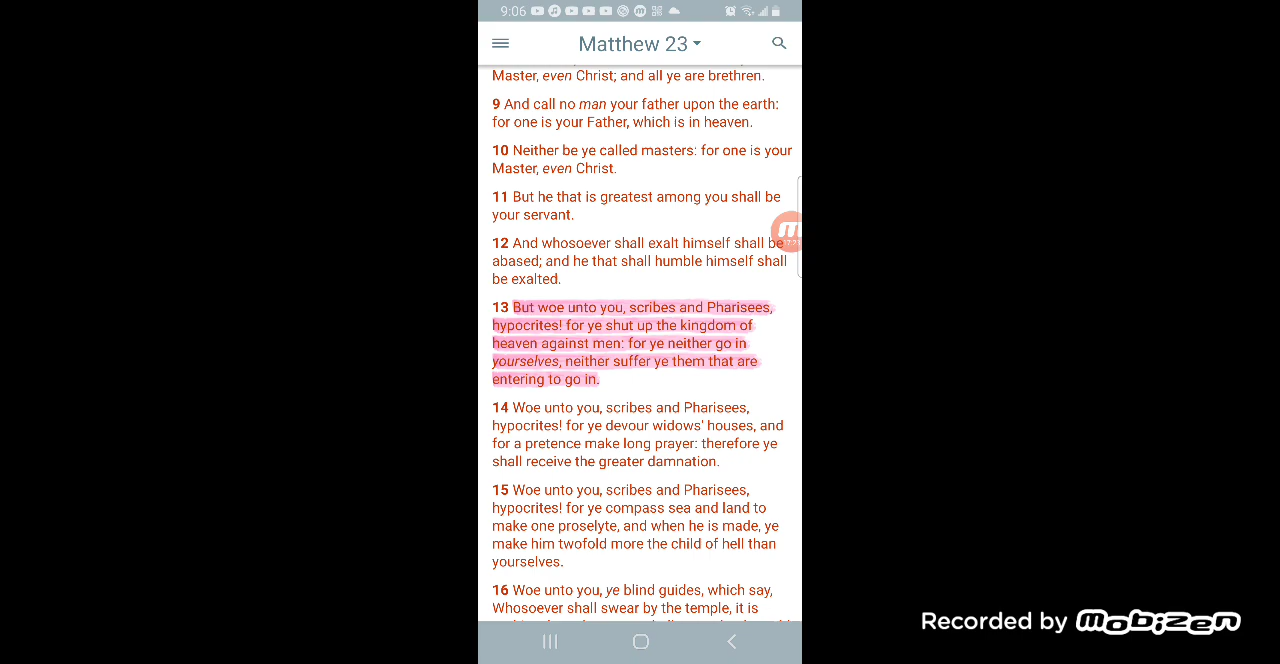 9:06
Matthew 23
Master, even Christ; and all ye are brethren.
9 And call no man your father upon the earth:
for one is your Father, which is in heaven.
10 Neither be ye called masters: for one is your
Master, even Christ.
11 But he that is greatest among you shall be
your servant.
12 And whosoever shall exalt himself shall be
abased; and he that shall humble himself shall
be exalted.
13 But woe unto you, scribes and Pharisees,
hypocrites! for ye shut up the kingdom of
heaven against men: for ye neither go in
yourselves, neither suffer ye them that are
entering to go in.
14 Woe unto you, scribes and Pharisees,
hypocrites! for ye devour widows' houses, and
for a pretence make long prayer: therefore ye
shall receive the greater damnation.
15 Woe unto you, scribes and Pharisees,
hypocrites! for ye compass sea and land to
make one proselyte, and when he is made, ye
make him twofold more the child of hell than
yourselves.
16 Woe unto you, ye blind guides, which say,
Whosoever shall swear by the temple, it is
Recorded by mobizen